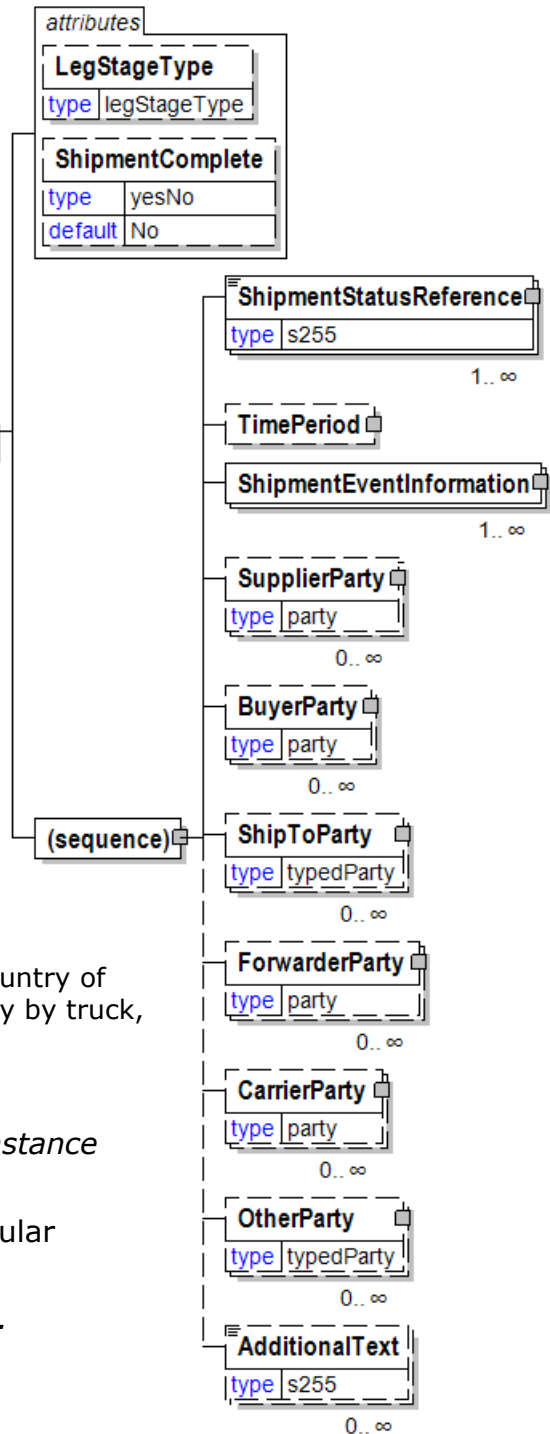 attributes
LegStageType
type legStageType
ShipmentComplete
type yesNo
default No
ShipmentStatusReference
type s255
1.. ∞
TimePeriod
ShipmentEventInformation
1.. ∞
SupplierParty
type party
0.. ∞
BuyerParty
type party
0.. ∞
(sequence)
ShipToParty
type typedParty
0.. ∞
ForwarderParty
type party
0.. ∞
CarrierParty
type party
0.. ∞
OtherParty
type typedParty
0.. ∞
AdditionalText
type s255
0.. ∞
untry of
y by truck,
stance
ular